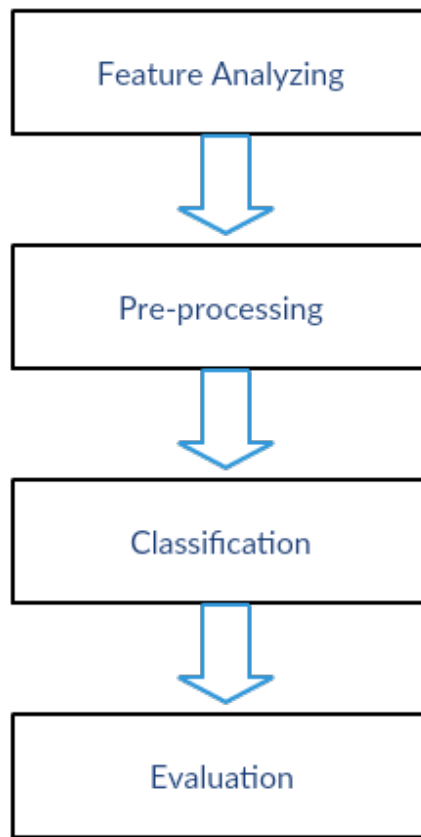 Feature Analyzing
Pre-processing
Classification
Evaluation